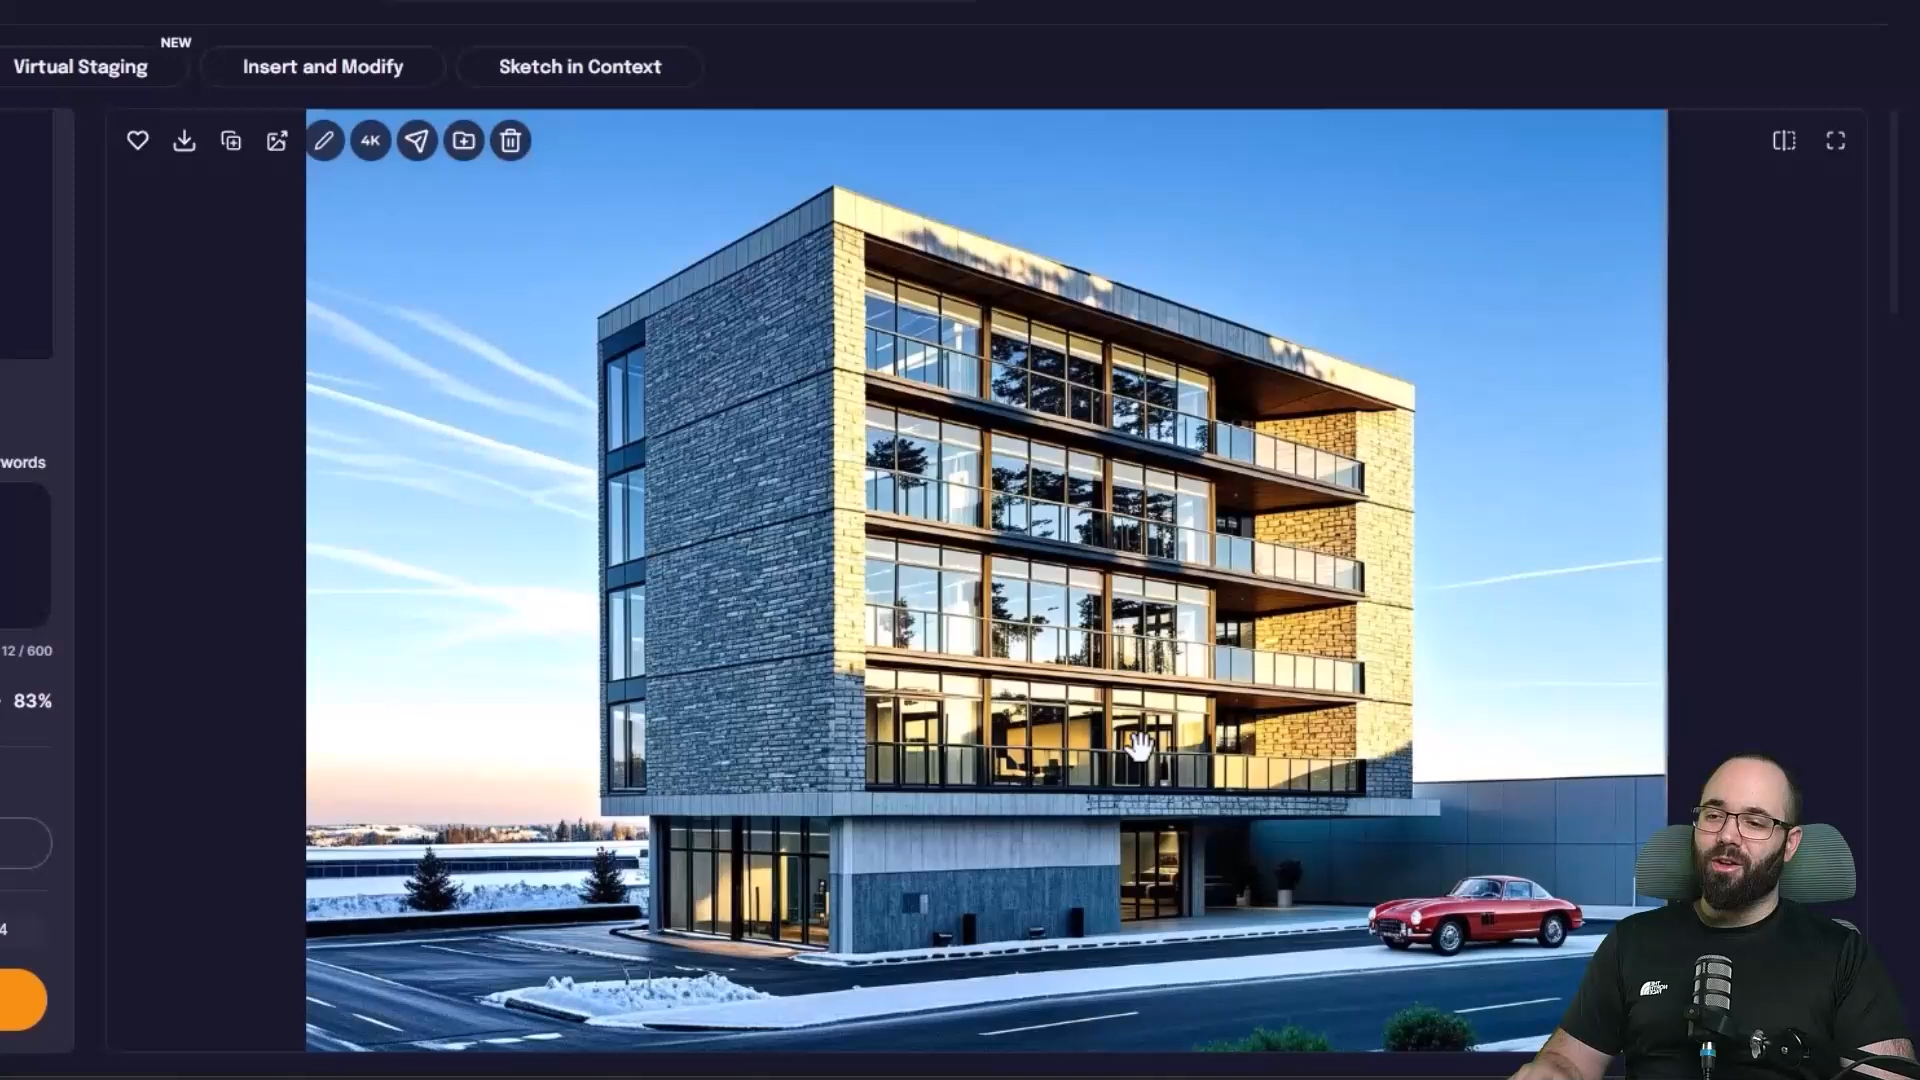 NEW
Virtual Staging
Insert and Modify
Sketch in Context
4K
words
12 / 600
83%
4